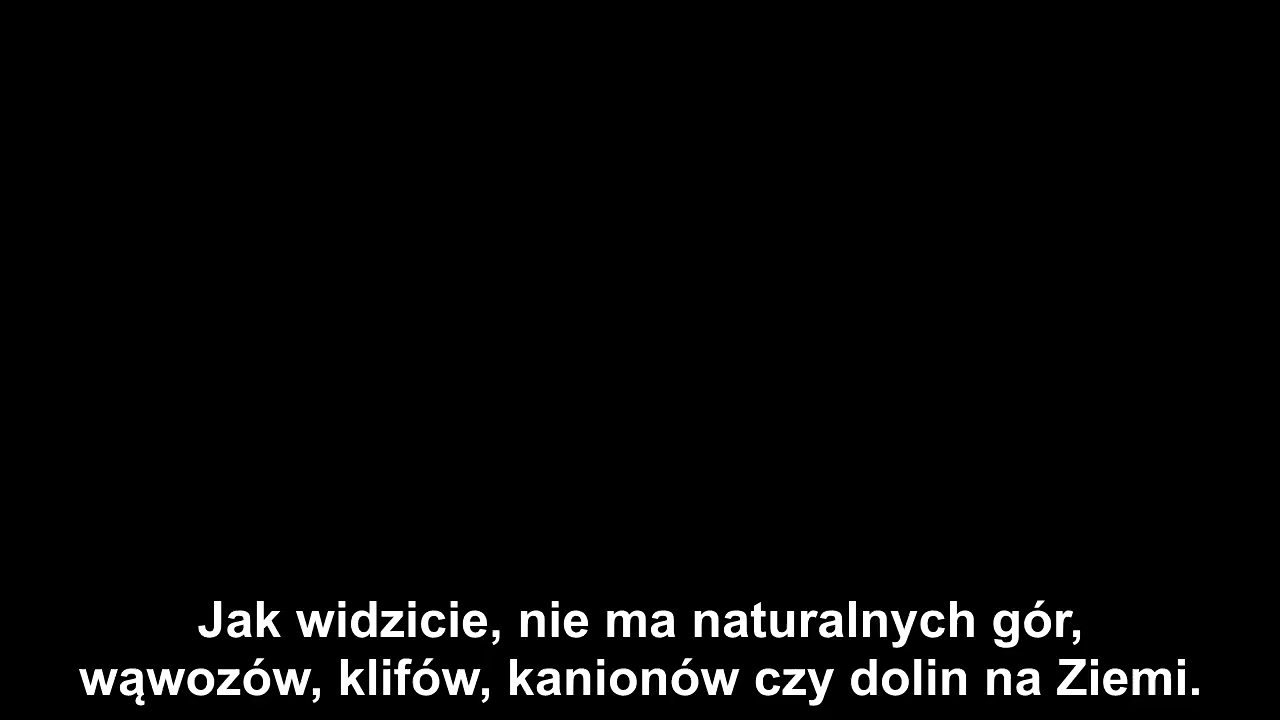 Jak widzicie, nie ma naturalnych gór,
wąwozów, klifów, kanionów czy dolin na Ziemi.